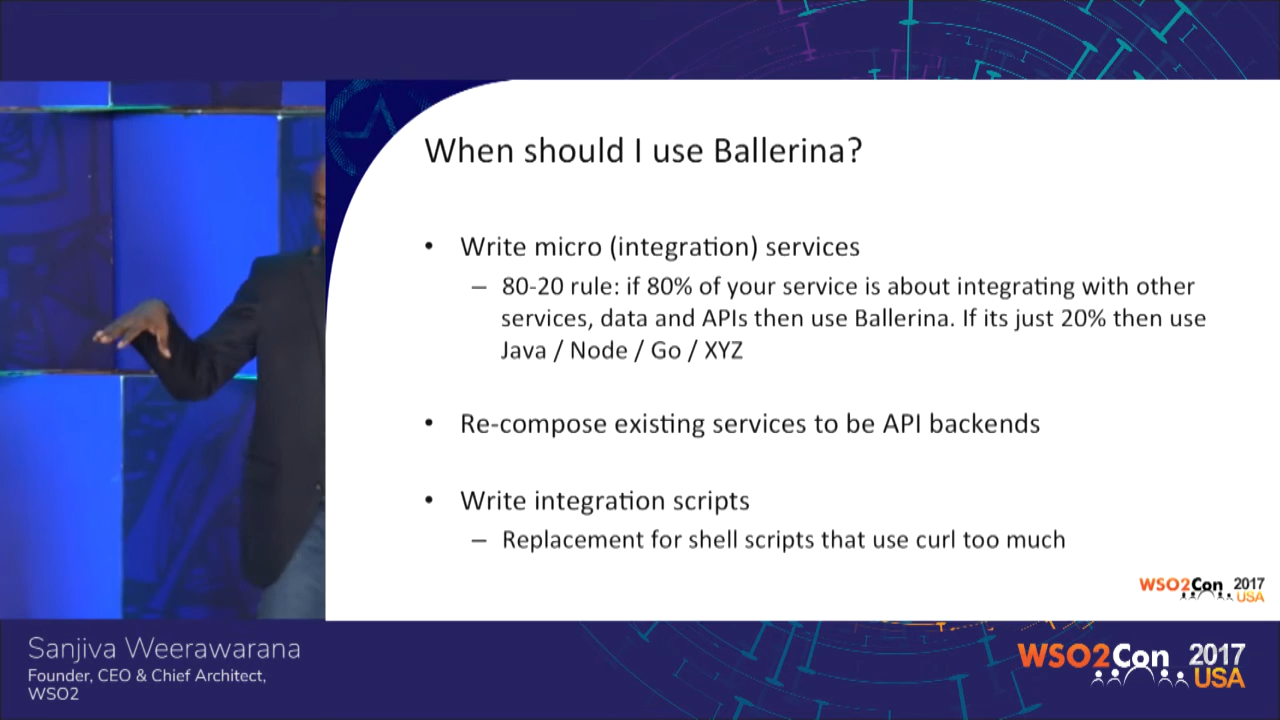 When should I use Ballerina?
• Write micro (integration) services
– 80-20 rule: if 80% of your service is about integrating with other
services, data and APIs then use Ballerina. If its just 20% then use
Java / Node / Go / XYZ
• Re-compose existing services to be API backends
• Write integration scripts
– Replacement for shell scripts that use curl too much
WSO2Con 2017
USA
Sanjiva Weerawarana
Founder, CEO & Chief Architect,
WSO2
WSO2Con 2017
USA